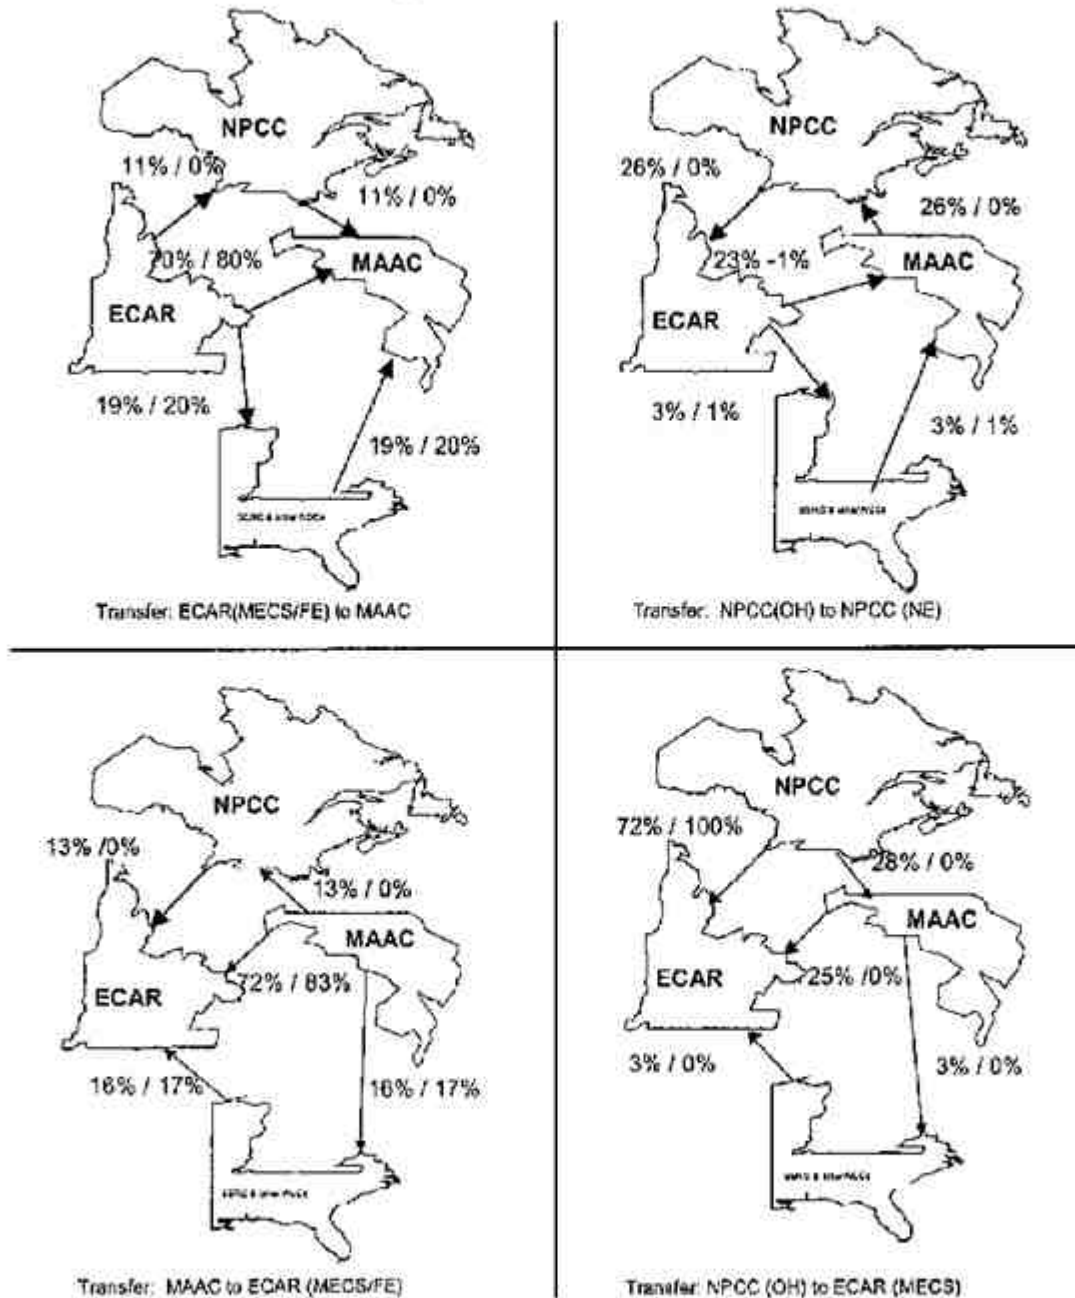 NPCC
11% / 0%
11% / 0%
70% / 80%
MAAC
ECAR
19% / 20%
19% / 20%
Transfer: ECAR(MECS/FE) to MAAC
NPCC
26% / 0%
26% / 0%
23% -1%
MAAC
ECAR
3% / 1%
3% / 1%
Transfer: NPCC(OH) to NPCC (NE)
NPCC
13% /0%
13% / 0%
MAAC
72% / 83%
ECAR
16% / 17%
16% / 17%
Transfer: MAAC to ECAR (MECS/FE)
NPCC
72% / 100%
28% / 0%
MAAC
25% /0%
ECAR
3% / 0%
3% / 0%
Transfer: NPCC (OH) to ECAR (MECS)